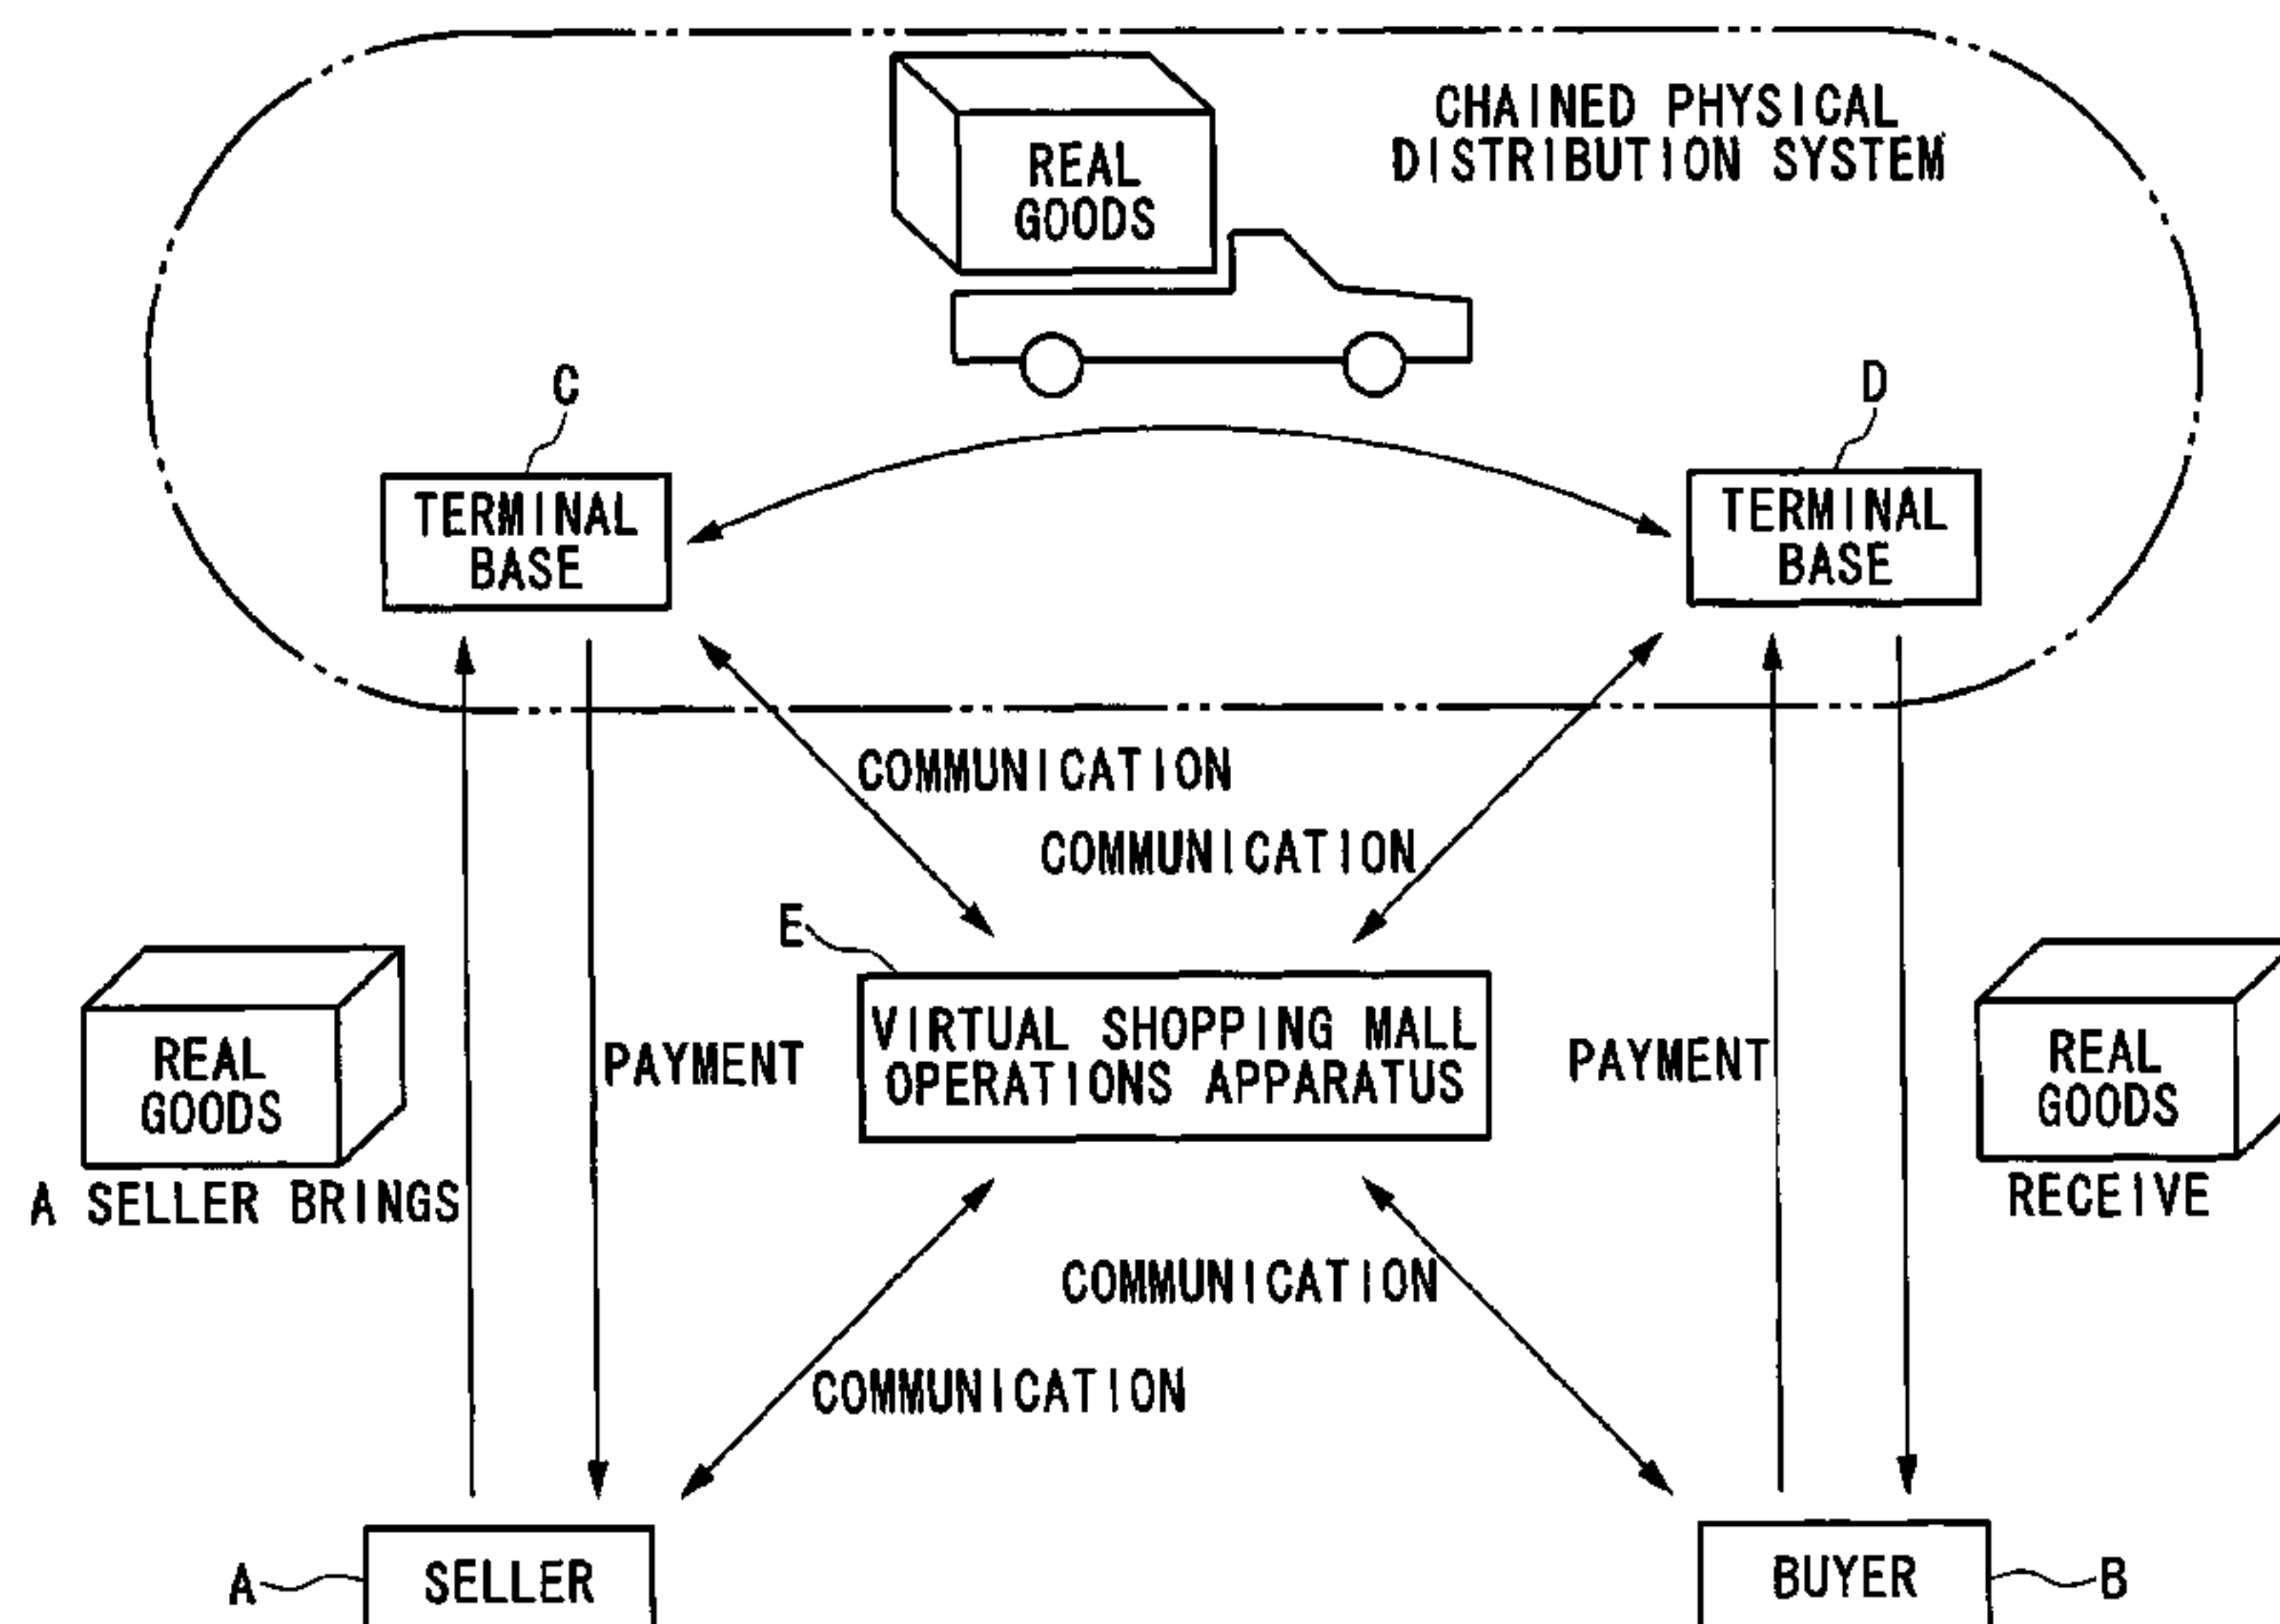 CHAINED PHYSICAL
DISTRIBUTION SYSTEM
REAL
GOODS
C
D
TERMINAL
BASE
TERMINAL
BASE
COMMUNICATION
COMMUNICATION
E
VIRTUAL SHOPPING MALL
OPERATIONS APPARATUS
REAL
GOODS
A SELLER BRINGS
PAYMENT
PAYMENT
REAL
GOODS
RECEIVE
COMMUNICATION
COMMUNICATION
A
SELLER
BUYER
B